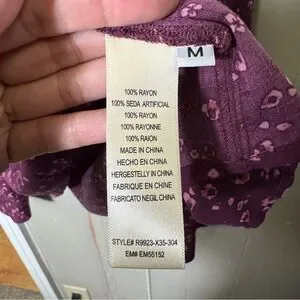 M
100% RAYON
100% SEDA ARTIFICIAL
100% RAYON
100% RAYONNE
100% RAION
MADE IN CHINA
HECHO EN CHINA
HERGESTELLY IN CHINA
FABRIQUE EN CHINE
FABRICATO NEGIL CHINA
STYLE# R9923-X35-304
EM# EM55152